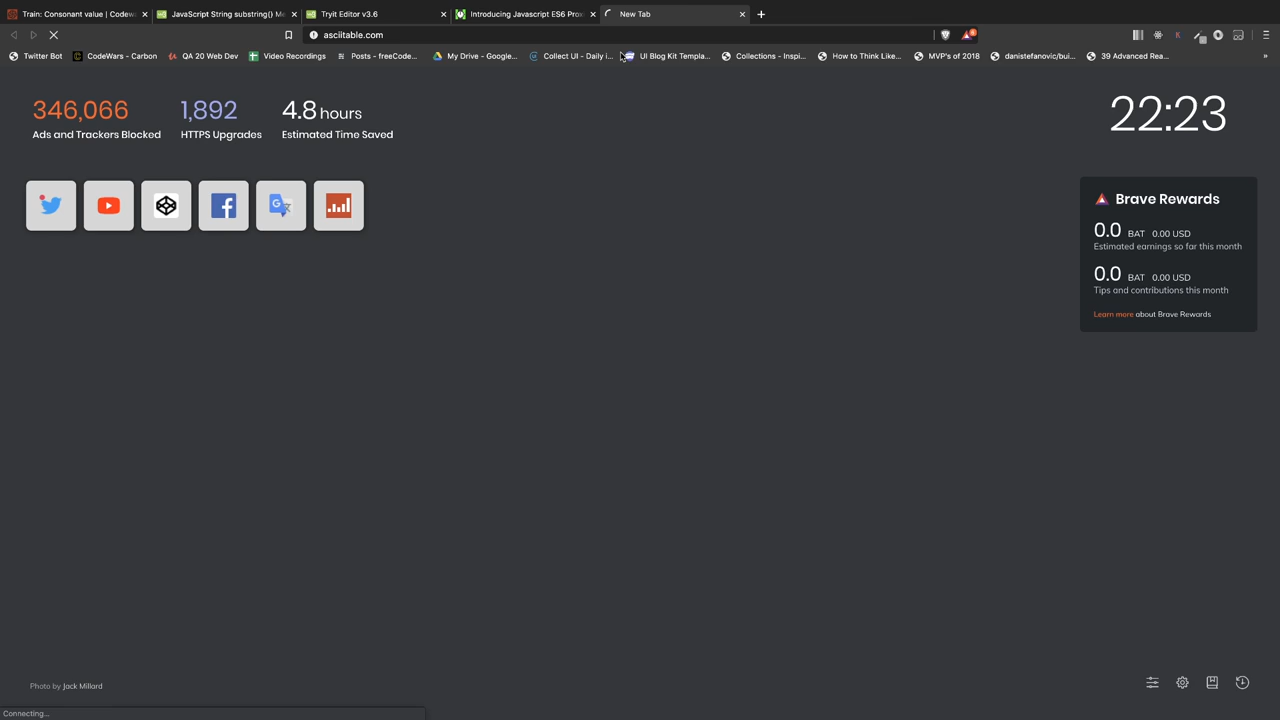 Train: Consonant value | Codew
JavaScript String substring() Me
Tryit Editor v3.6
Introducing Javascript ES6 Prox
New Tab
asciitable.com
6
Twitter Bot
CodeWars - Carbon
QA 20 Web Dev
Video Recordings
Posts - freeCode...
My Drive - Google...
Collect UI - Daily i...
UI Blog Kit Templa...
Collections - Inspi...
How to Think Like...
MVP's of 2018
danistefanovic/bui...
39 Advanced Rea...
»
346,066
Ads and Trackers Blocked
1,892
HTTPS Upgrades
4.8 hours
Estimated Time Saved
22:23
Brave Rewards
0.0 BAT 0.00 USD
Estimated earnings so far this month
0.0 BAT 0.00 USD
Tips and contributions this month
Learn more about Brave Rewards
Photo by Jack Millard
Connecting...